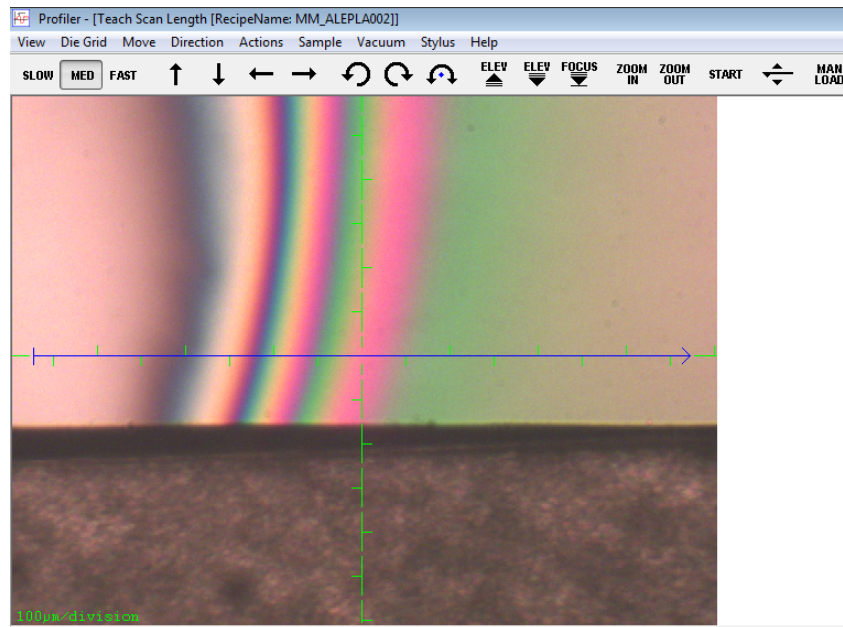 Profiler - [Teach Scan Length [RecipeName: MM_ALEPLA002]]
View Die Grid Move Direction Actions Sample Vacuum Stylus Help
SLOW MED FAST ELEV ELEV FOCUS ZOOM IN ZOOM OUT START MAN LOAD
100µm/division